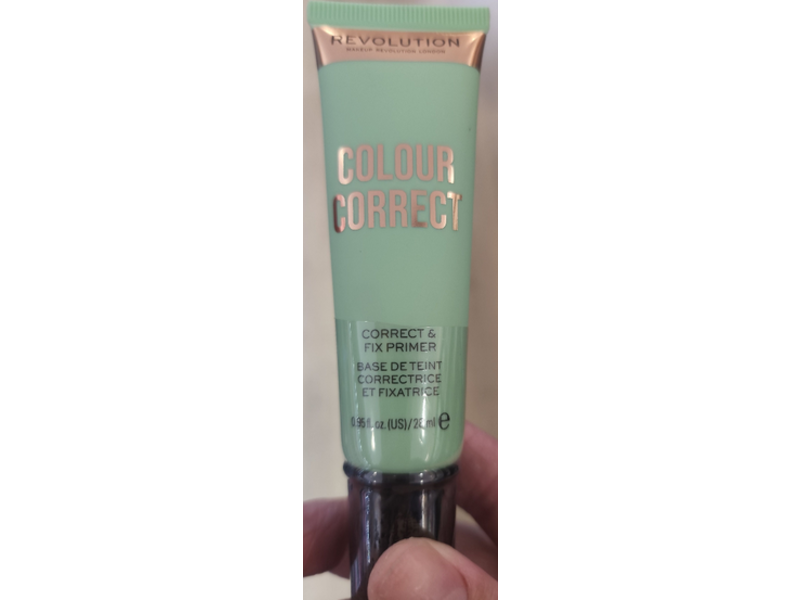 REVOLUTION
MAKEUP REVOLUTION LONDON
COLOUR
CORRECT
CORRECT &
FIX PRIMER
BASE DE TEINT
CORRECTRICE
ET FIXATRICE
0.95 fl. oz. (US)/28ml ℮